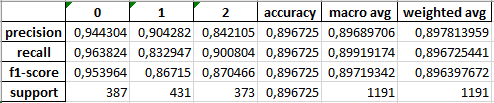 0 1 2 accuracy macro avg weighted avg
precision 0,944304 0,904282 0,842105 0,896725 0,89689706 0,897813959
recall 0,963824 0,832947 0,900804 0,896725 0,89919174 0,896725441
f1-score 0,953964 0,86715 0,870466 0,896725 0,89719342 0,896397672
support 387 431 373 0,896725 1191 1191